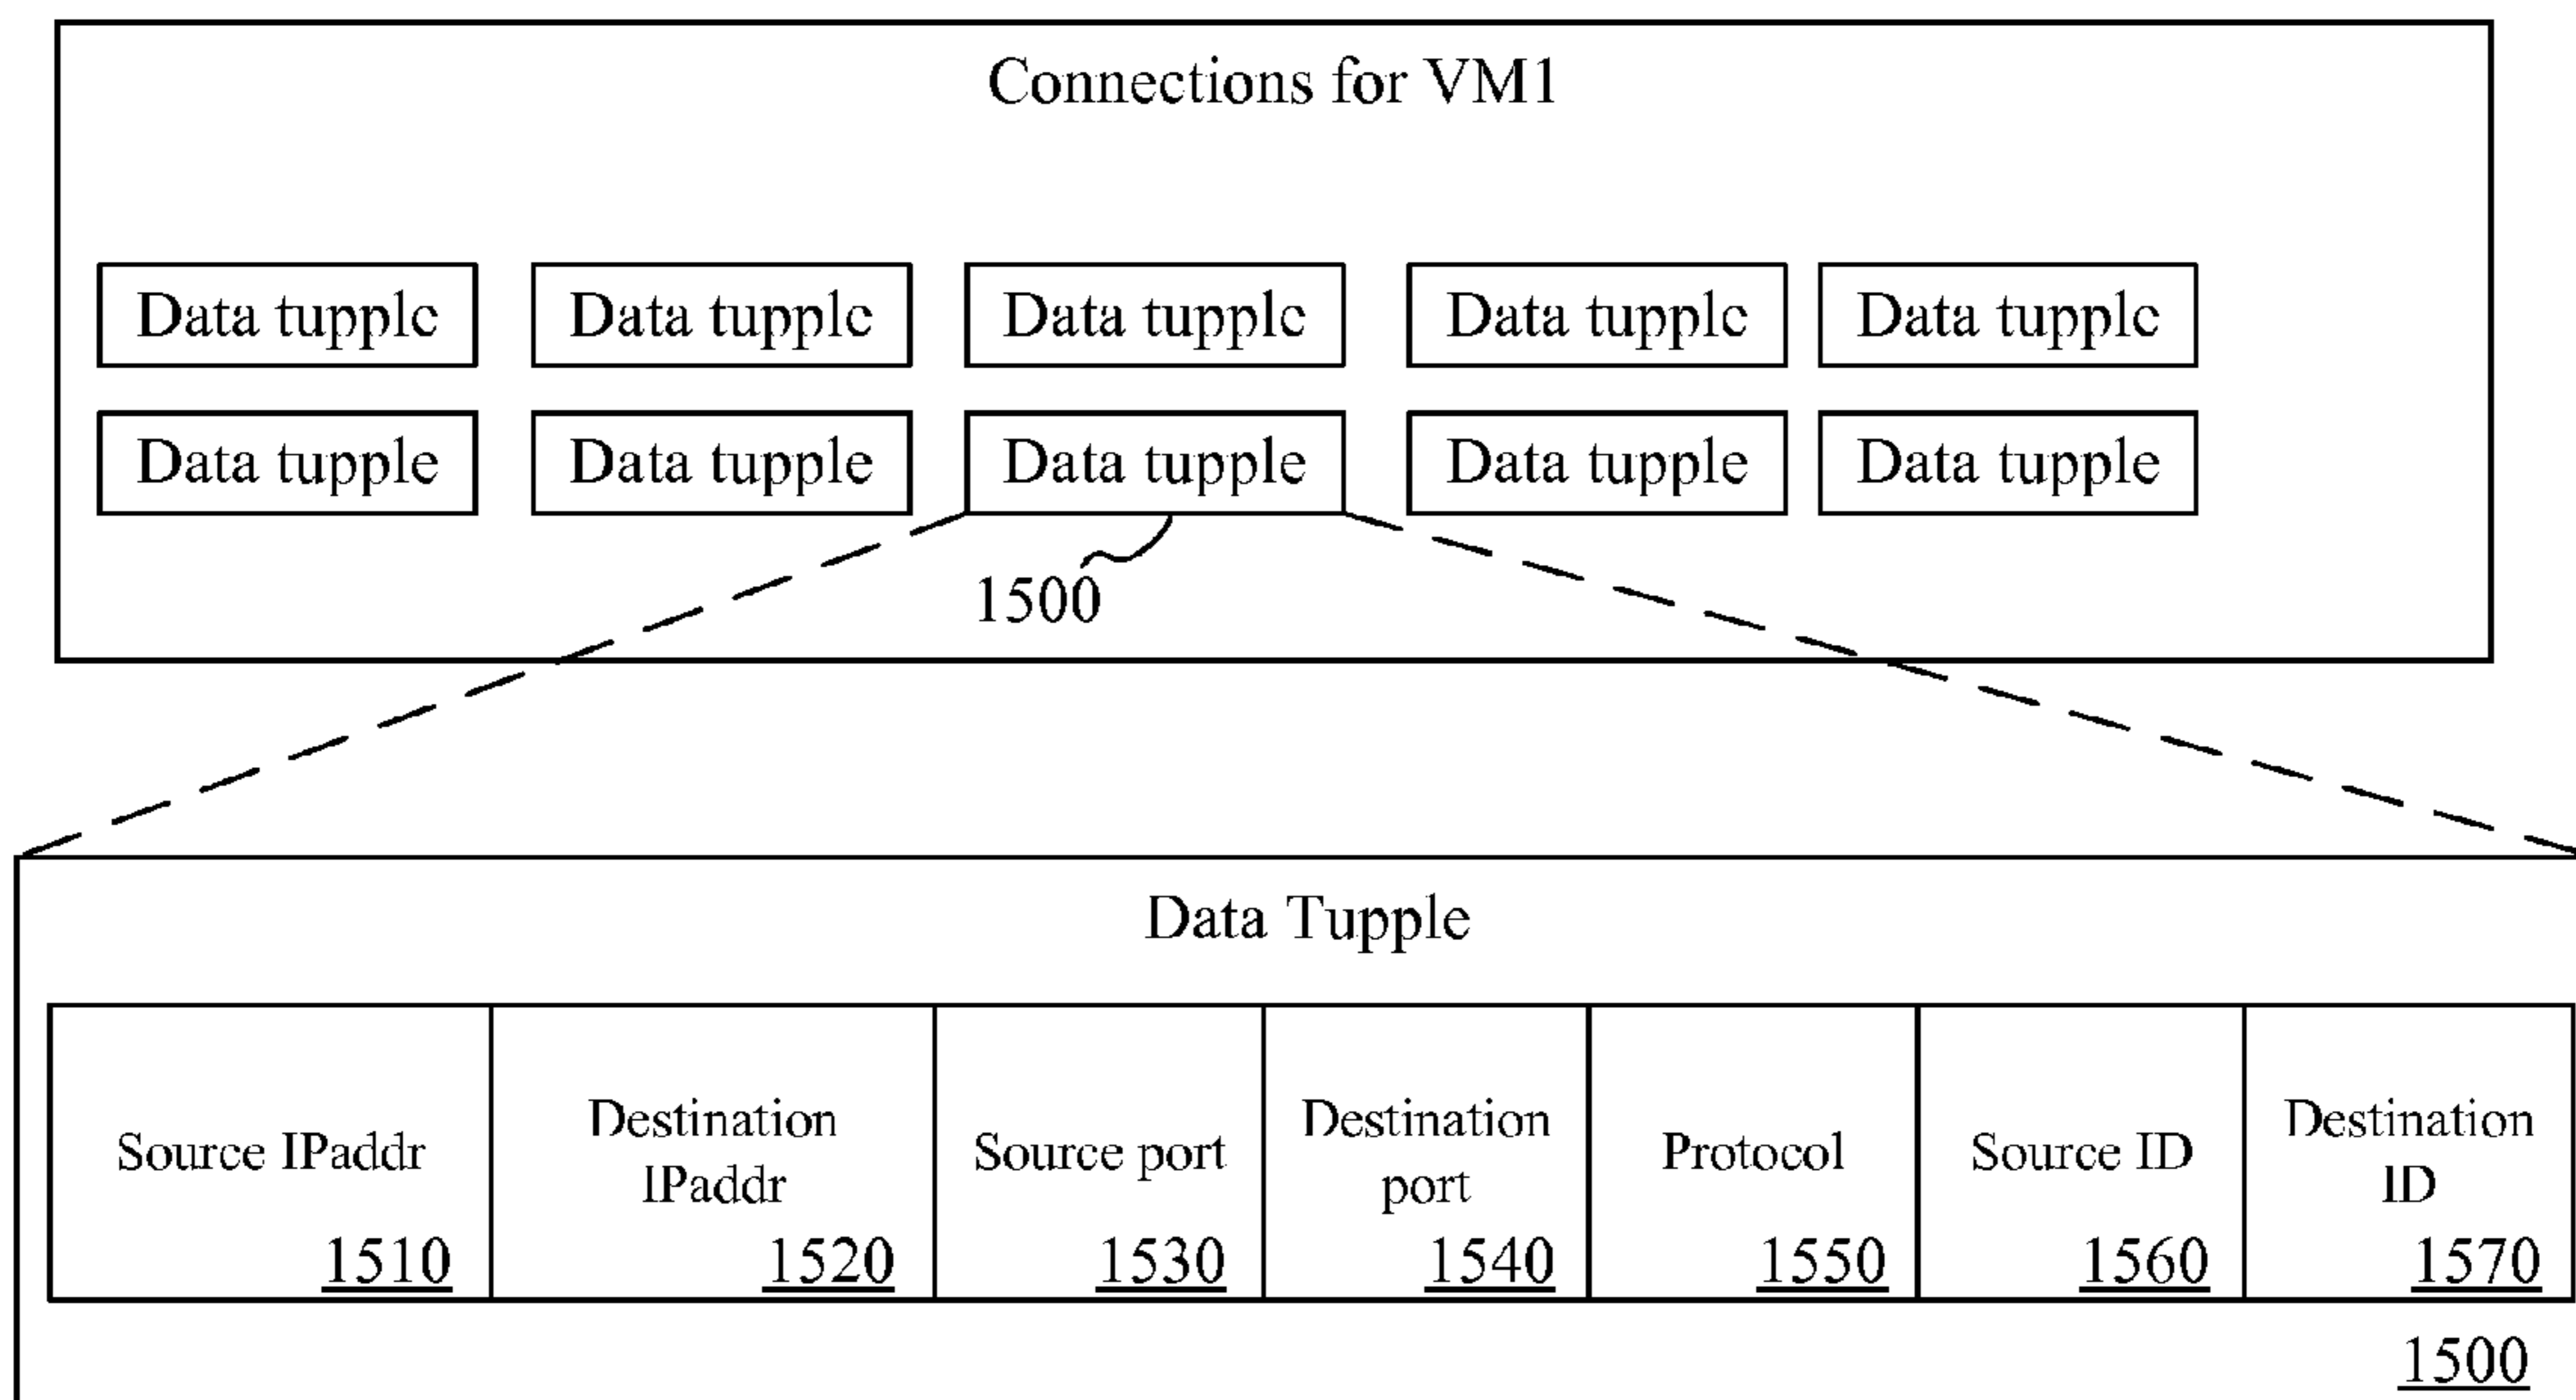 Connections for VM1
Data tupple Data tupple Data tupple Data tupple Data tupple
Data tupple Data tupple Data tupple Data tupple Data tupple
1500
Data Tupple
Source IPaddr
1510
Destination
IPaddr
1520
Source port
1530
Destination
port
1540
Protocol
1550
Source ID
1560
Destination
ID
1570
1500